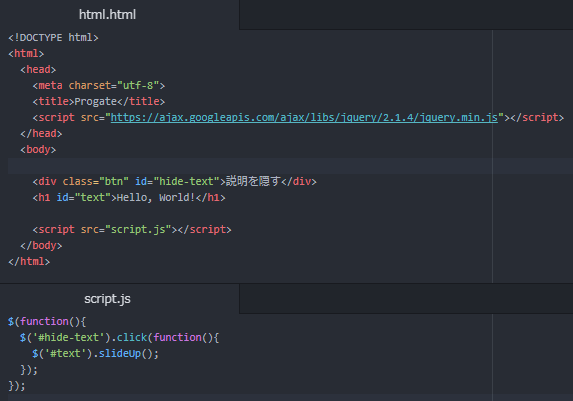 html.html
<!DOCTYPE html>
<html>
  <head>
    <meta charset="utf-8">
    <title>Progate</title>
    <script src="https://ajax.googleapis.com/ajax/libs/jquery/2.1.4/jquery.min.js"></script>
  </head>
  <body>

    <div class="btn" id="hide-text">説明を隠す</div>
    <h1 id="text">Hello, World!</h1>

    <script src="script.js"></script>
  </body>
</html>
script.js
$(function(){
  $('#hide-text').click(function(){
    $('#text').slideUp();
  });
});